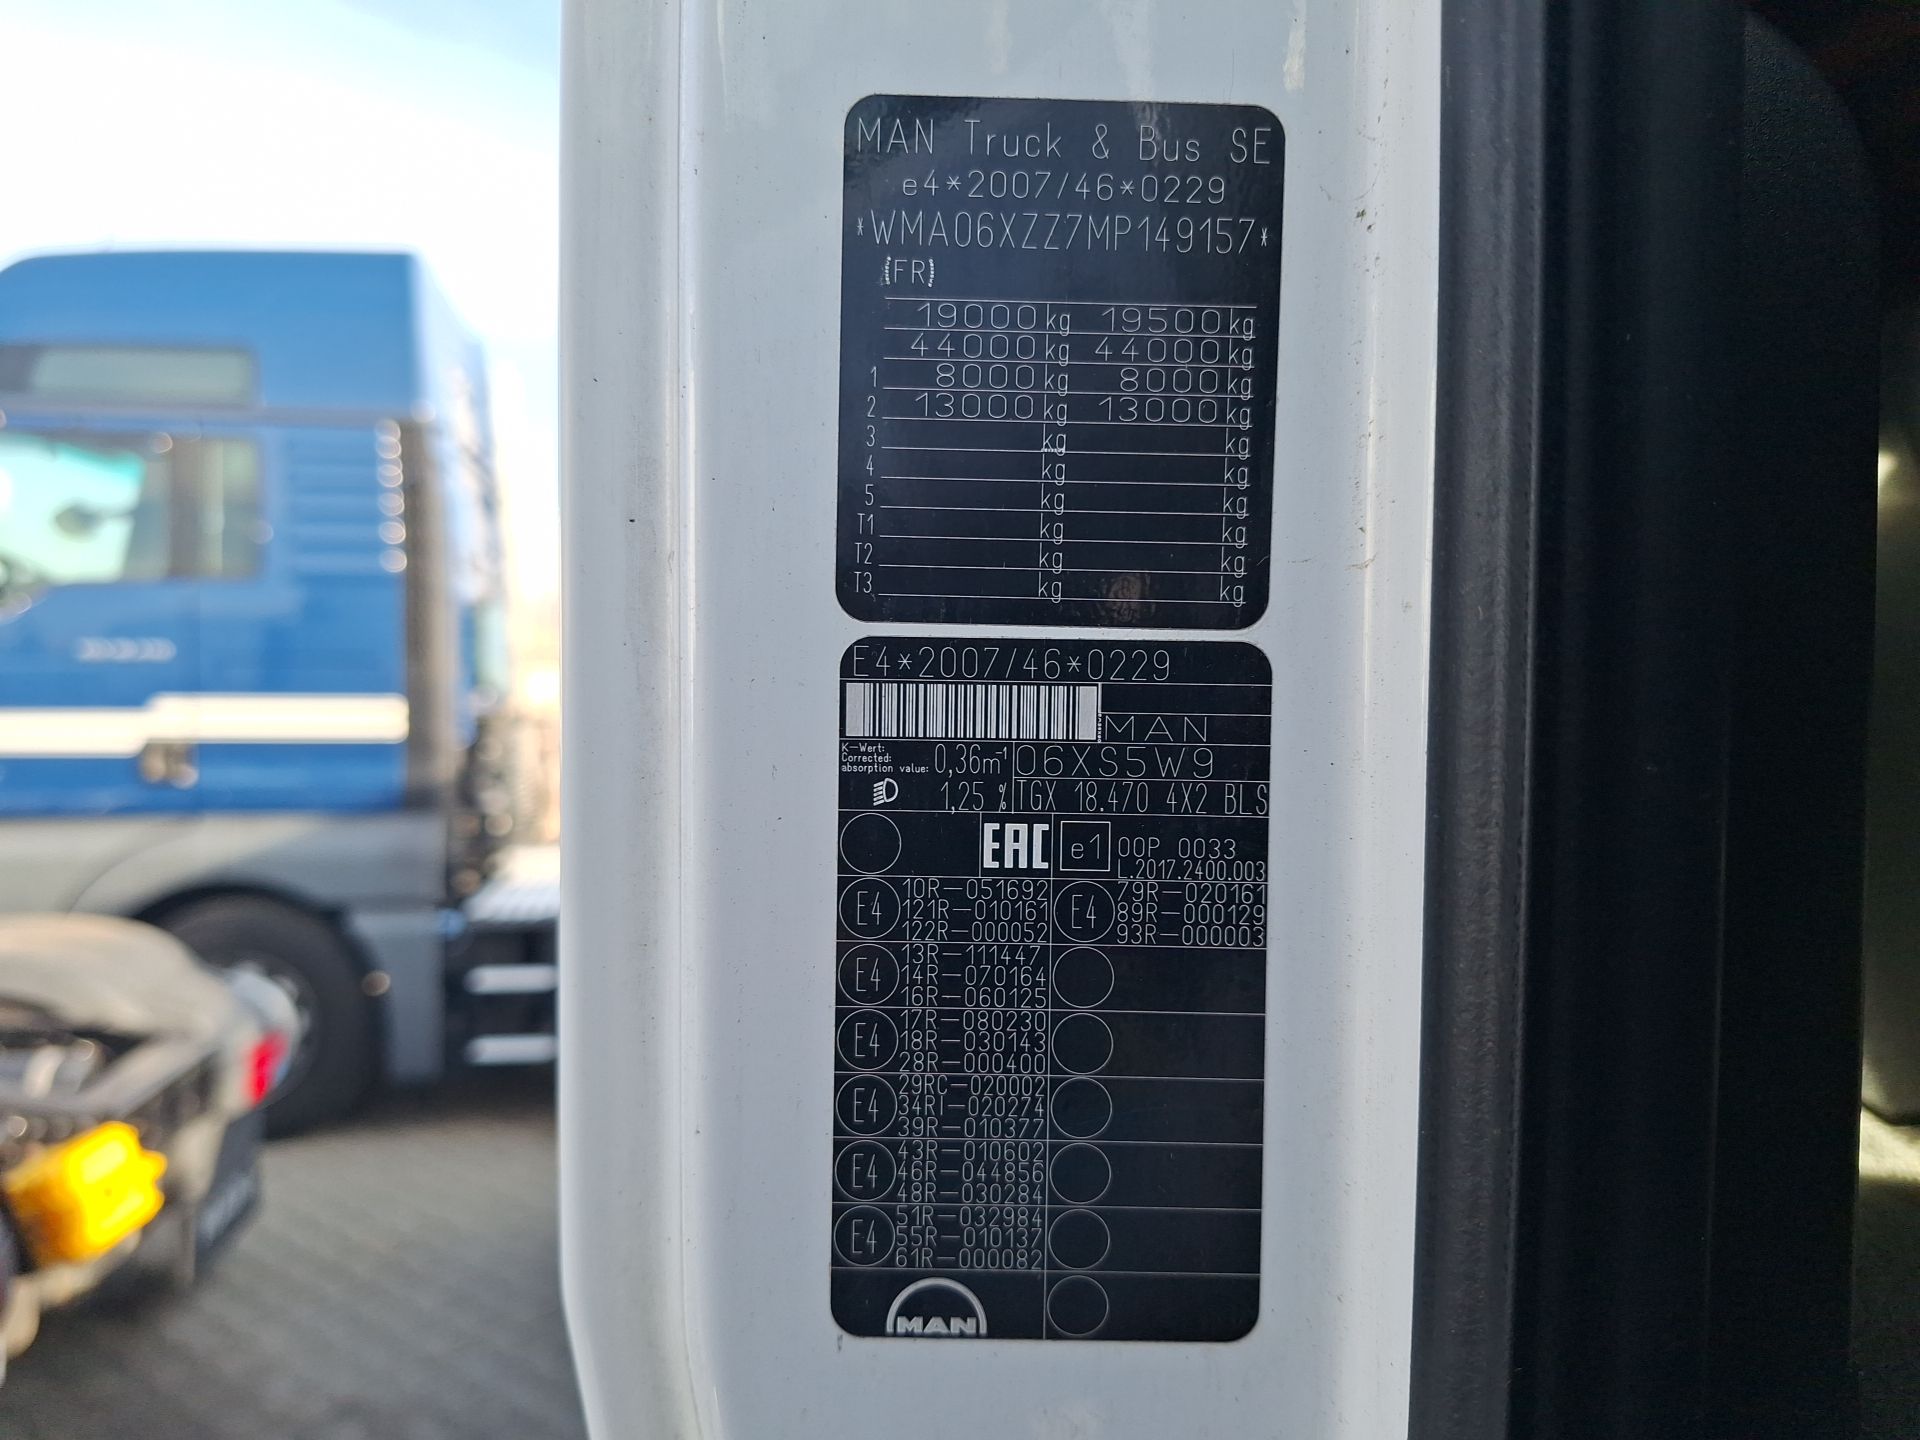 MAN Truck & Bus SE
e4*2007/46*0229
*WMA06XZZ7MP149157*
(FR)
19000 kg 19500 kg
44000 kg 44000 kg
1 8000 kg 8000 kg
2 13000 kg 13000 kg
3 kg kg
4 kg kg
5 kg kg
T1 kg kg
T2 kg kg
T3 kg kg
E4*2007/46*0229
MAN
K-Wert:
Corrected:
absorption value: 0,36m⁻¹
06XS5W9
1,25 %
TGX 18.470 4X2 BLS
EAC
e1
00P 0033
L.2017.2400.003
E4
10R-051692
121R-010161
122R-000052
E4
79R-020161
89R-000129
93R-000003
E4
13R-111447
14R-070164
16R-060125
E4
17R-080230
18R-030143
28R-000400
E4
29RC-020002
34RI-020274
39R-010377
E4
43R-010602
46R-044856
48R-030284
E4
51R-032984
55R-010137
61R-000082
MAN